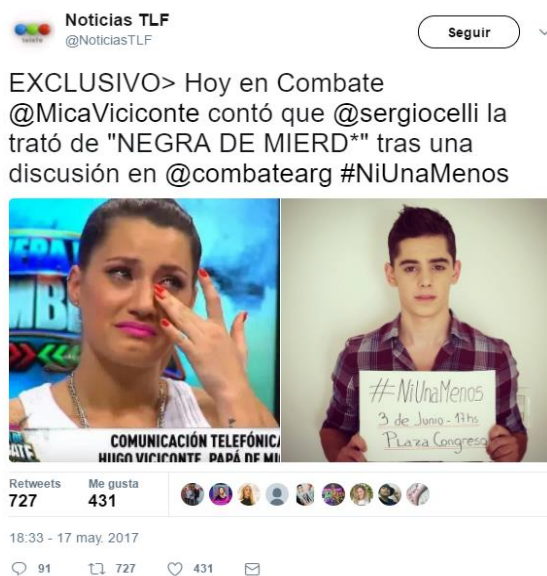 telefe
Noticias TLF
@NoticiasTLF
Seguir
EXCLUSIVO> Hoy en Combate
@MicaViciconte contó que @sergiocelli la
trató de "NEGRA DE MIERD*" tras una
discusión en @combatearg #NiUnaMenos
COMUNICACIÓN TELEFÓNICA
HUGO VICICONTE, PAPÁ DE MI
#NiUnaMenos
3 de Junio - 17hs
Plaza Congreso
Retweets
727
Me gusta
431
18:33 - 17 may. 2017
91
727
431